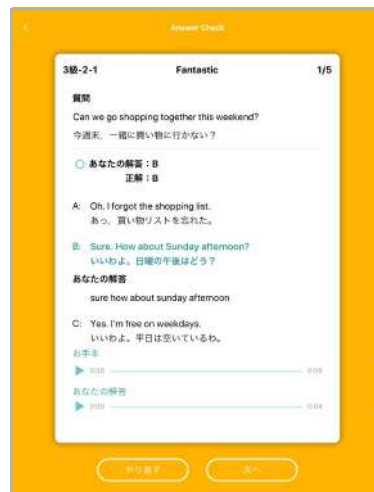 Answer Check
3級-2-1 Fantastic 1/5
質問
Can we go shopping together this weekend?
今週末、一緒に買い物に行かない?
あなたの解答:B
正解:B
A: Oh, I forgot the shopping list.
あっ、買い物リストを忘れた。
B: Sure. How about Sunday afternoon?
いいわよ。日曜の午後はどう?
あなたの解答
sure how about sunday afternoon
C: Yes. I'm free on weekdays.
いいわよ。平日は空いているわ。
お手本
0:00
あなたの解答
0:00 0:04
やり直す 次へ